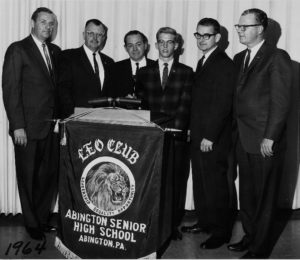 LEO CLUB
ABINGTON SENIOR
HIGH SCHOOL
ABINGTON, PA.
1964